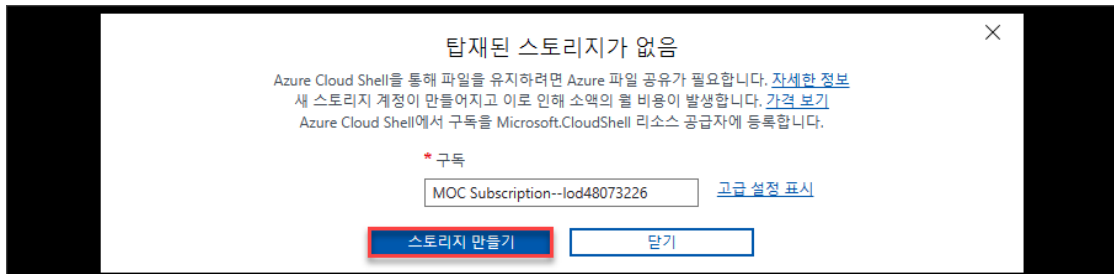 탑재된 스토리지가 없음
Azure Cloud Shell을 통해 파일을 유지하려면 Azure 파일 공유가 필요합니다. 자세한 정보
새 스토리지 계정이 만들어지고 이로 인해 소액의 월 비용이 발생합니다. 가격 보기
Azure Cloud Shell에서 구독을 Microsoft.CloudShell 리소스 공급자에 등록합니다.
* 구독
MOC Subscription--lod48073226 고급 설정 표시
스토리지 만들기 닫기